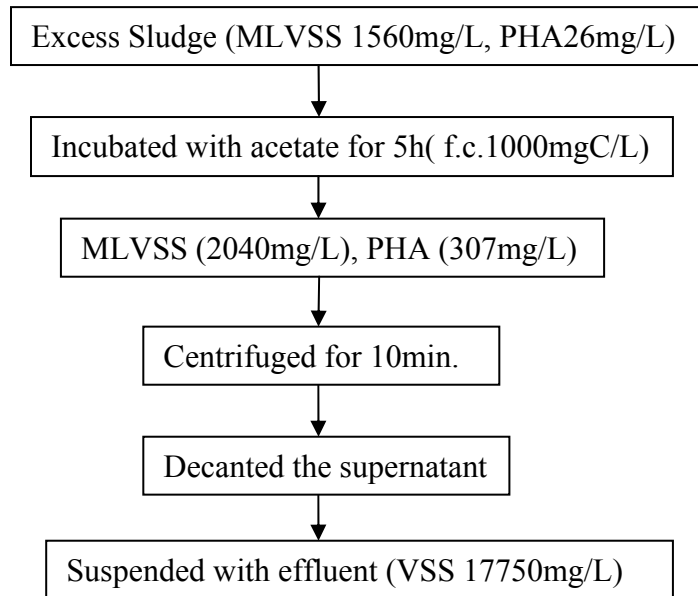 Excess Sludge (MLVSS 1560mg/L, PHA26mg/L)
Incubated with acetate for 5h( f.c.1000mgC/L)
MLVSS (2040mg/L), PHA (307mg/L)
Centrifuged for 10min.
Decanted the supernatant
Suspended with effluent (VSS 17750mg/L)